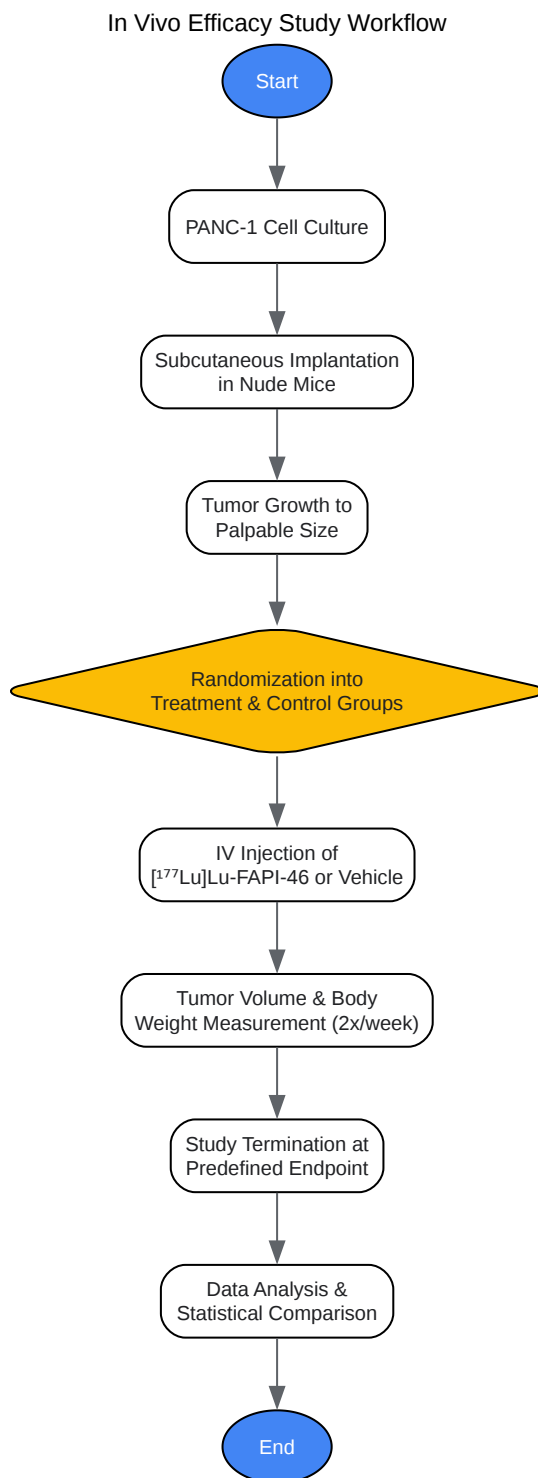 In Vivo Efficacy Study Workflow
Start
PANC-1 Cell Culture
Subcutaneous Implantation
in Nude Mice
Tumor Growth to
Palpable Size
Randomization into
Treatment & Control Groups
IV Injection of
[¹⁷⁷Lu]Lu-FAPI-46 or Vehicle
Tumor Volume & Body
Weight Measurement (2x/week)
Study Termination at
Predefined Endpoint
Data Analysis &
Statistical Comparison
End